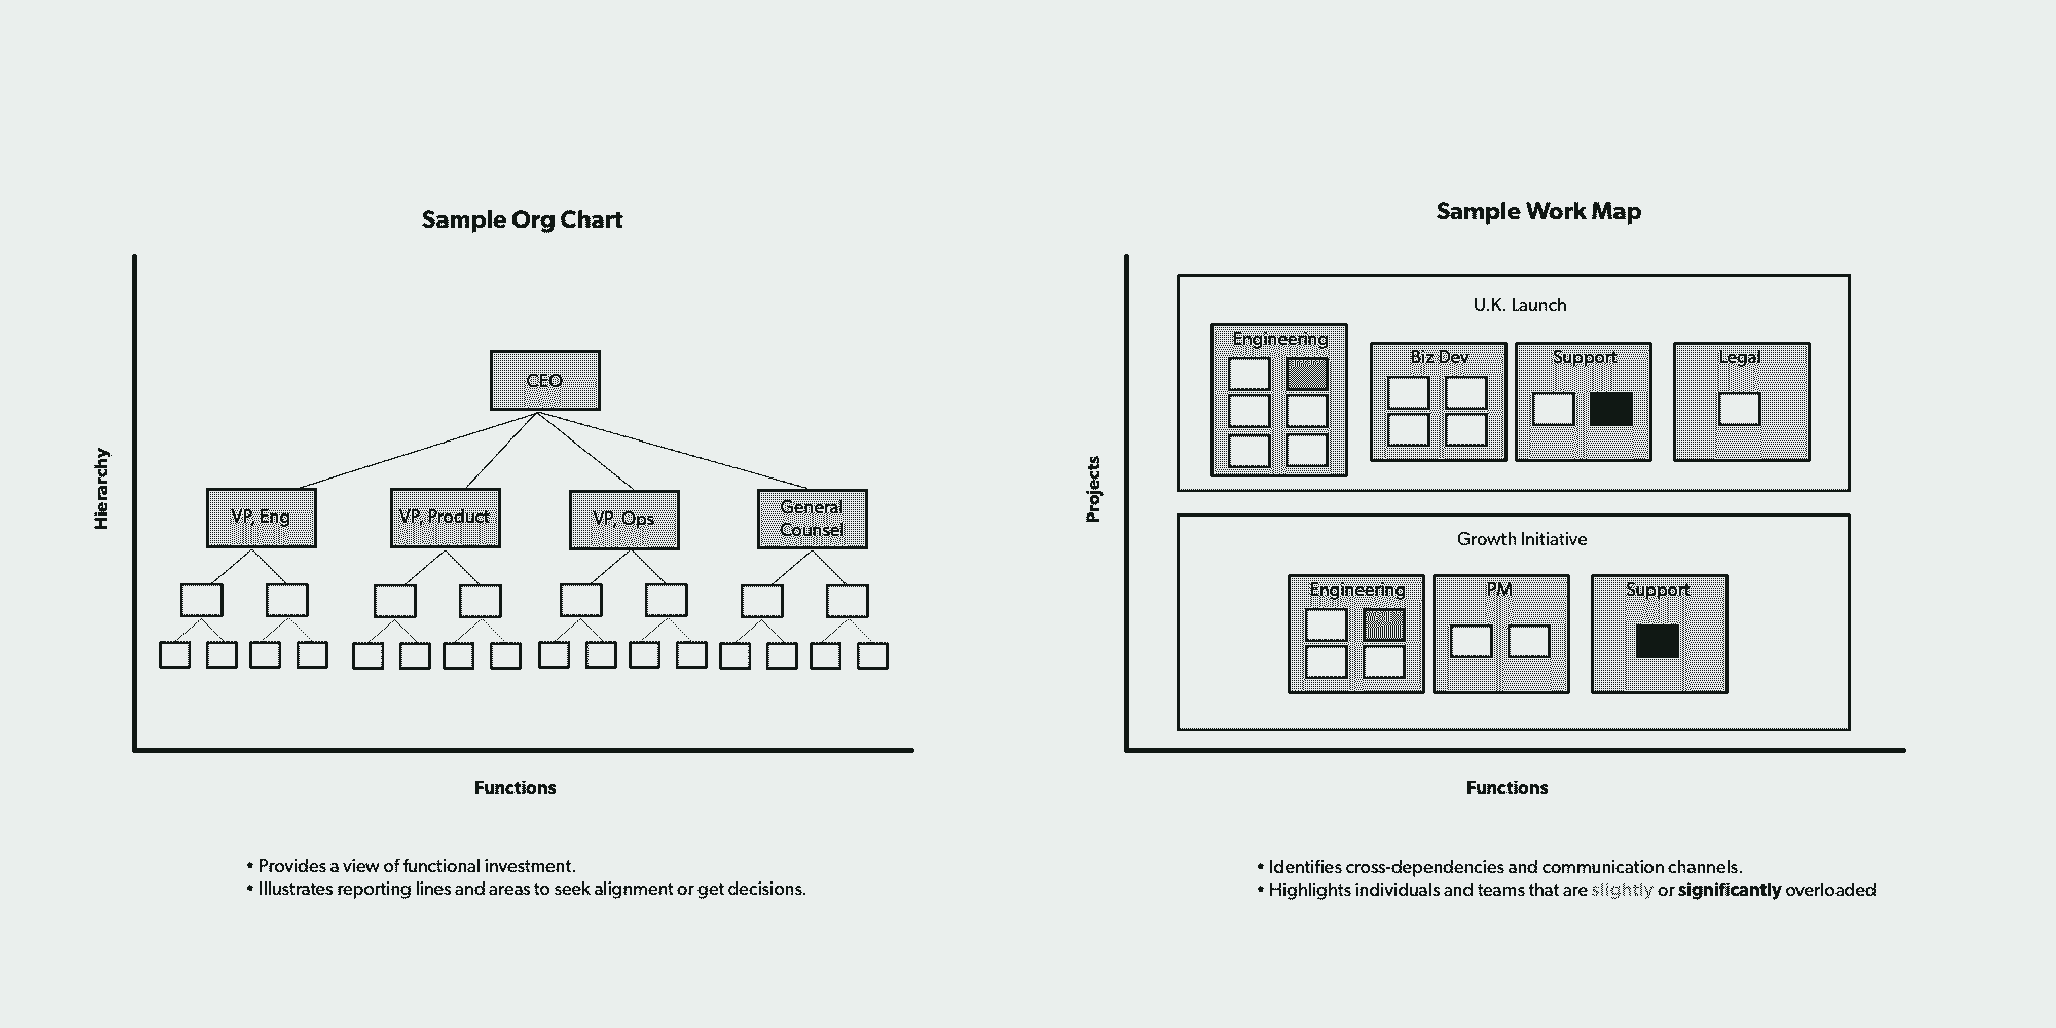 Sample Org Chart
Hierarchy
CEO
VP, Eng
VP, Product
VP, Ops
General
Counsel
Functions
• Provides a view of functional investment.
• Illustrates reporting lines and areas to seek alignment or get decisions.
Sample Work Map
Projects
U.K. Launch
Engineering
Biz Dev
Support
Legal
Growth Initiative
Engineering
PM
Support
Functions
• Identifies cross-dependencies and communication channels.
• Highlights individuals and teams that are slightly or significantly overloaded